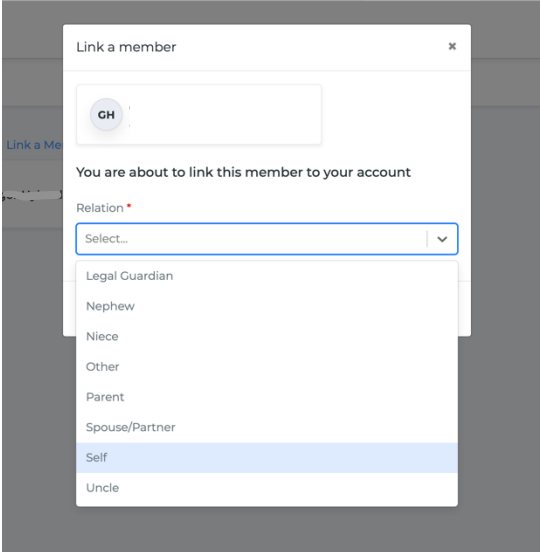 Link a member
×
GH
Link a Me
You are about to link this member to your account
Relation *
Select...
Legal Guardian
Nephew
Niece
Other
Parent
Spouse/Partner
Self
Uncle